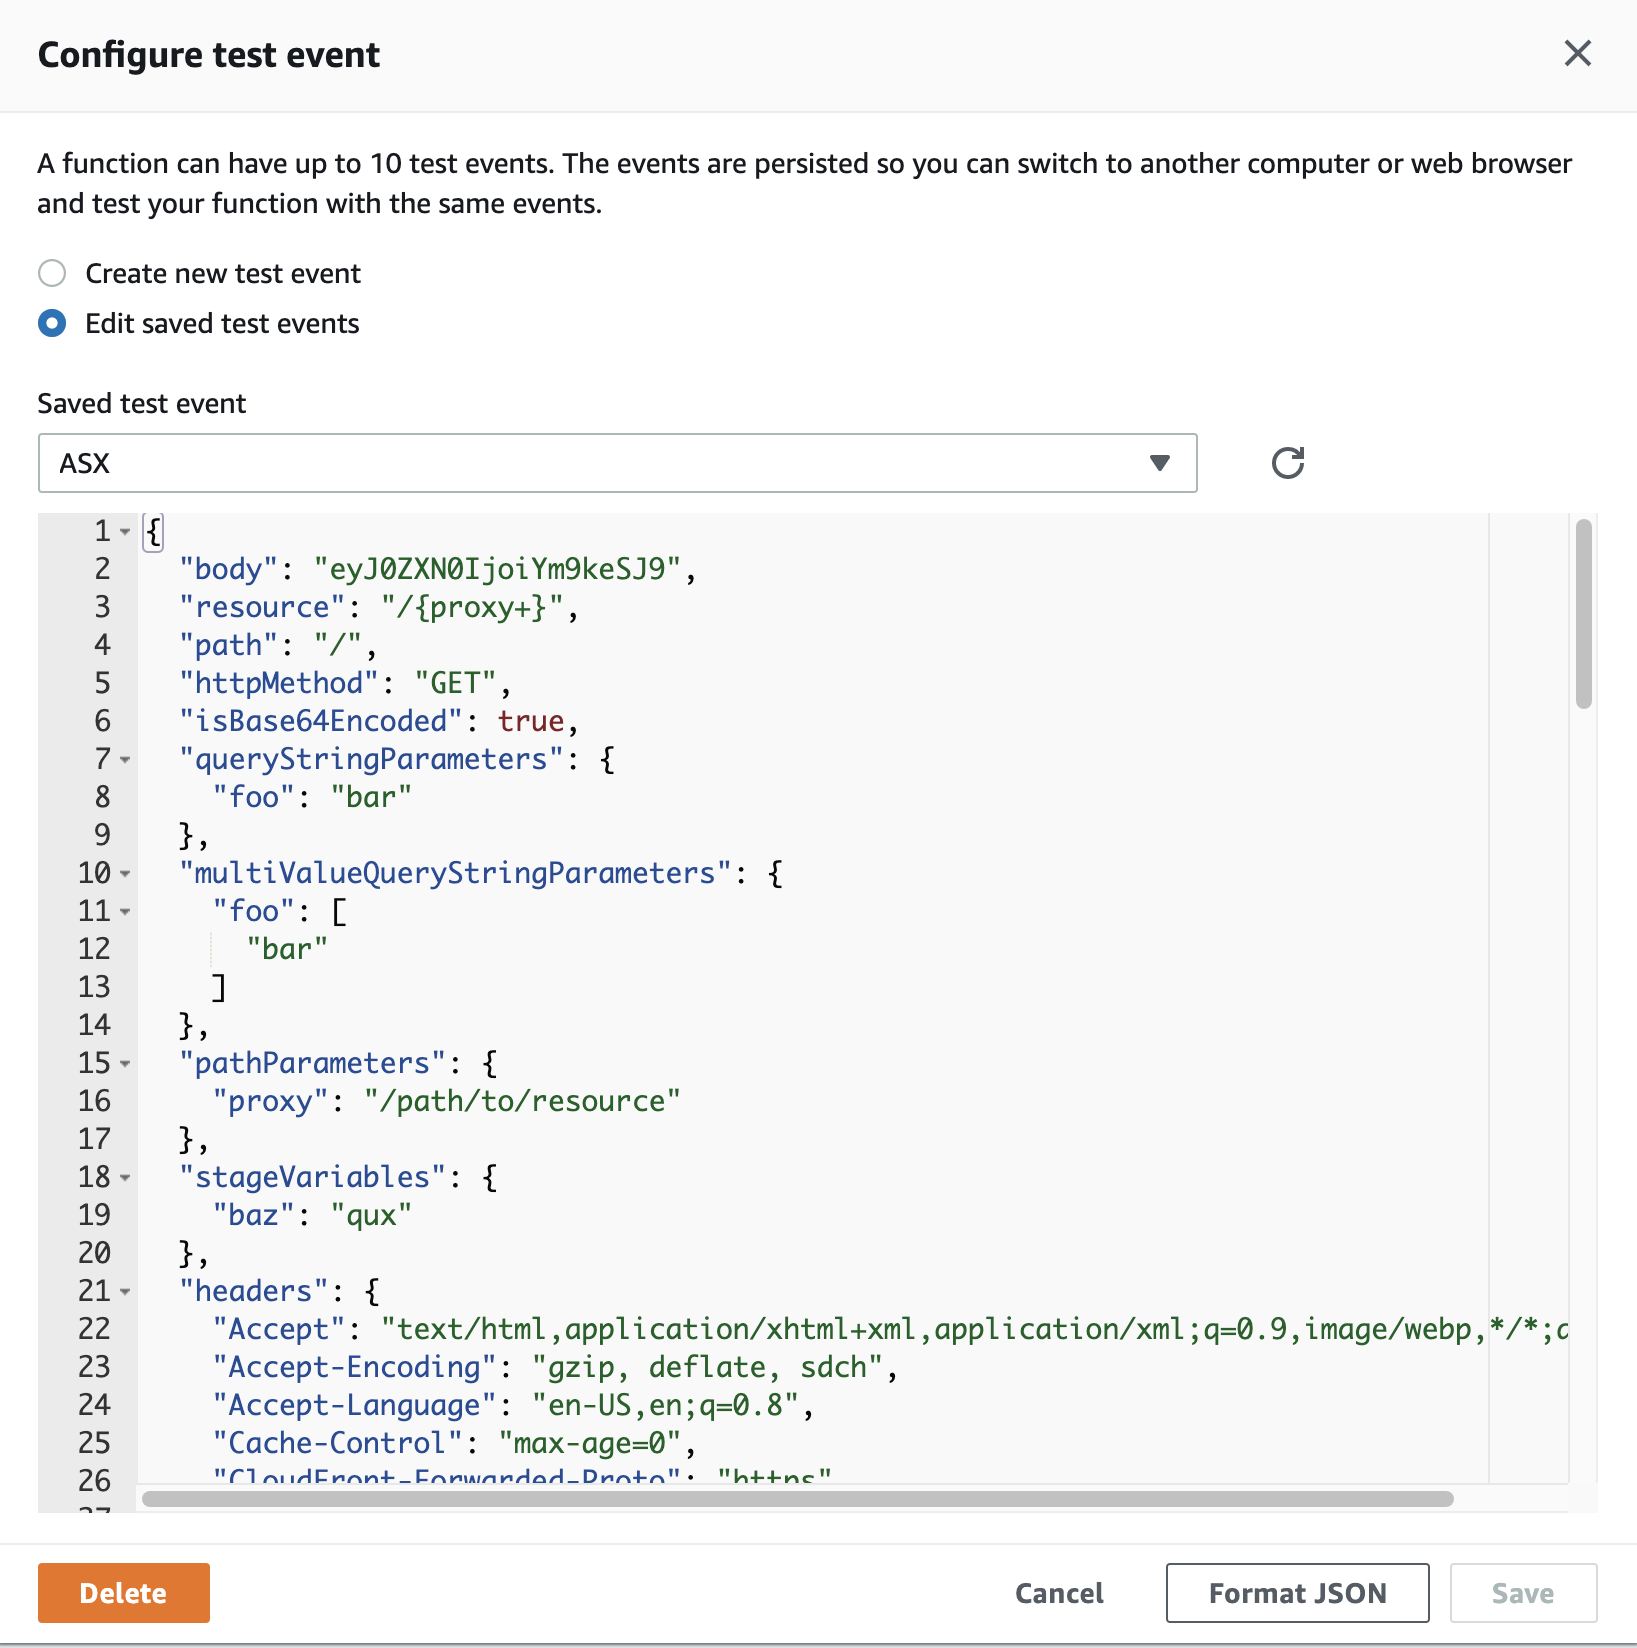 Configure test event
A function can have up to 10 test events. The events are persisted so you can switch to another computer or web browser
and test your function with the same events.
Create new test event
Edit saved test events
Saved test event
ASX
1 {
2 "body": "eyJ0ZXN0IjoiYm9keSJ9",
3 "resource": "/{proxy+}",
4 "path": "/",
5 "httpMethod": "GET",
6 "isBase64Encoded": true,
7 "queryStringParameters": {
8 "foo": "bar"
9 },
10 "multiValueQueryStringParameters": {
11 "foo": [
12 "bar"
13 ]
14 },
15 "pathParameters": {
16 "proxy": "/path/to/resource"
17 },
18 "stageVariables": {
19 "baz": "qux"
20 },
21 "headers": {
22 "Accept": "text/html,application/xhtml+xml,application/xml;q=0.9,image/webp,*/*;
23 "Accept-Encoding": "gzip, deflate, sdch",
24 "Accept-Language": "en-US,en;q=0.8",
25 "Cache-Control": "max-age=0",
26 "CloudFront-Forwarded-Proto": "https"
27
Delete
Cancel
Format JSON
Save